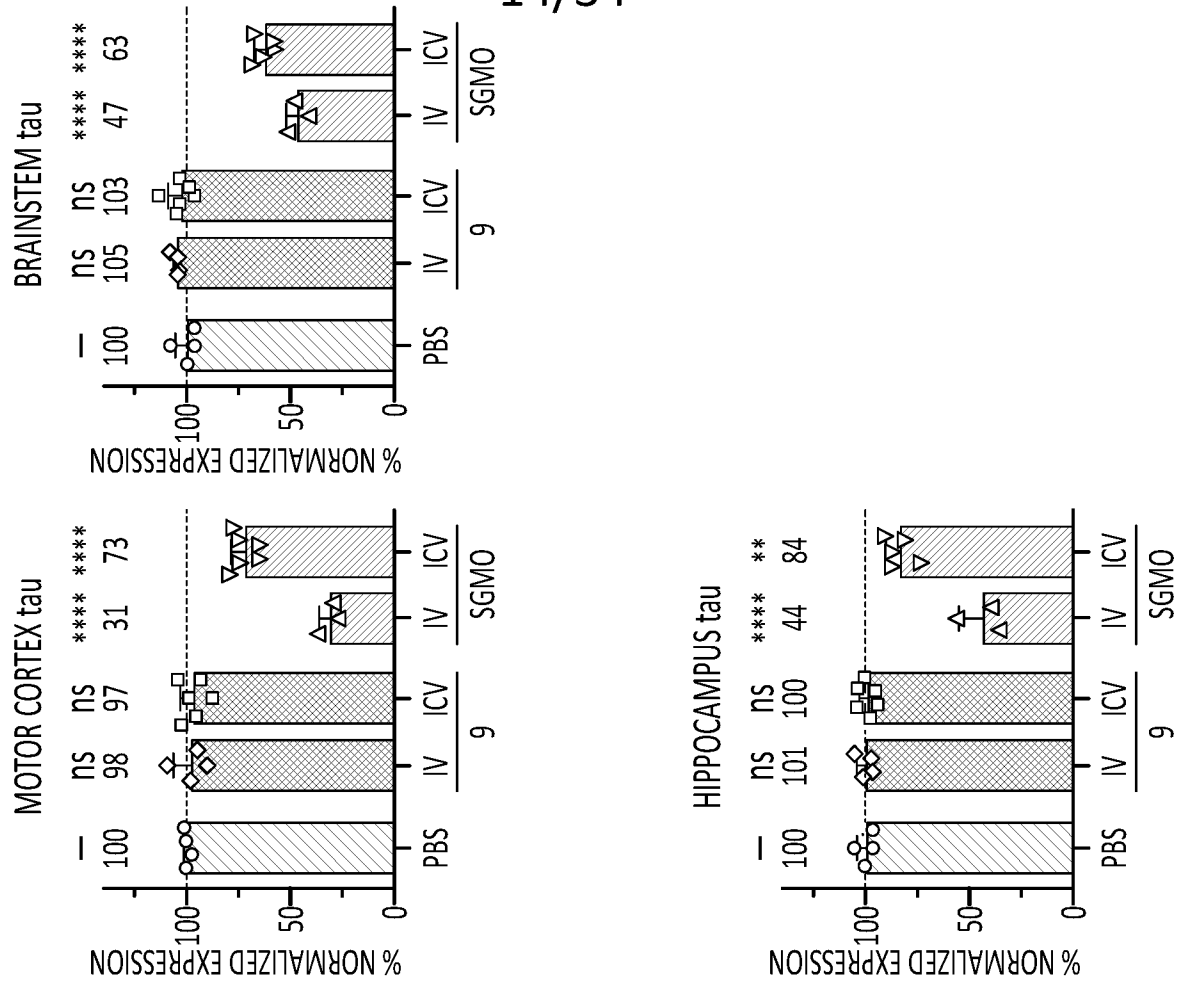 MOTOR CORTEX tau
— ns ns **** ****
100 98 97 31 73
% NORMALIZED EXPRESSION
100
50
0
PBS IV ICV IV ICV
9 SGMO
BRAINSTEM tau
— ns ns **** ****
100 105 103 47 63
% NORMALIZED EXPRESSION
100
50
0
PBS IV ICV IV ICV
9 SGMO
HIPPOCAMPUS tau
— ns ns **** **
100 101 100 44 84
% NORMALIZED EXPRESSION
100
50
0
PBS IV ICV IV ICV
9 SGMO